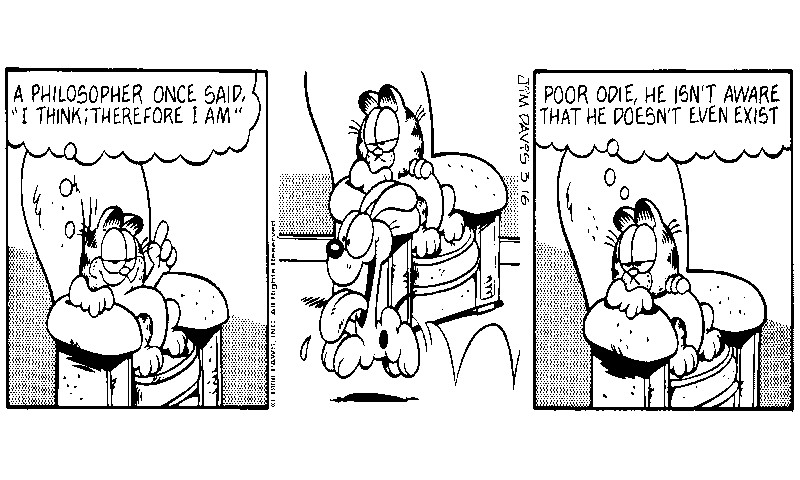 A PHILOSOPHER ONCE SAID,
"I THINK; THEREFORE I AM"
JIM DAVIS 3.16
POOR ODIE, HE ISN'T AWARE
THAT HE DOESN'T EVEN EXIST